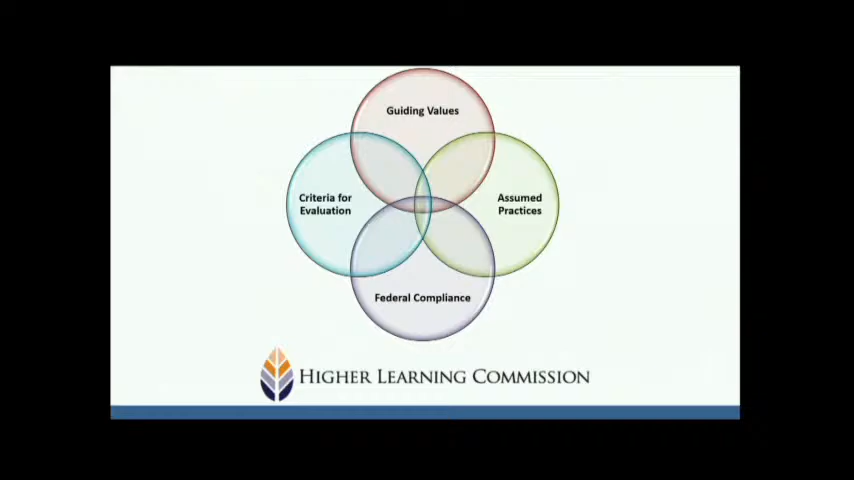 Guiding Values
Criteria for
Evaluation
Assumed
Practices
Federal Compliance
HIGHER LEARNING COMMISSION